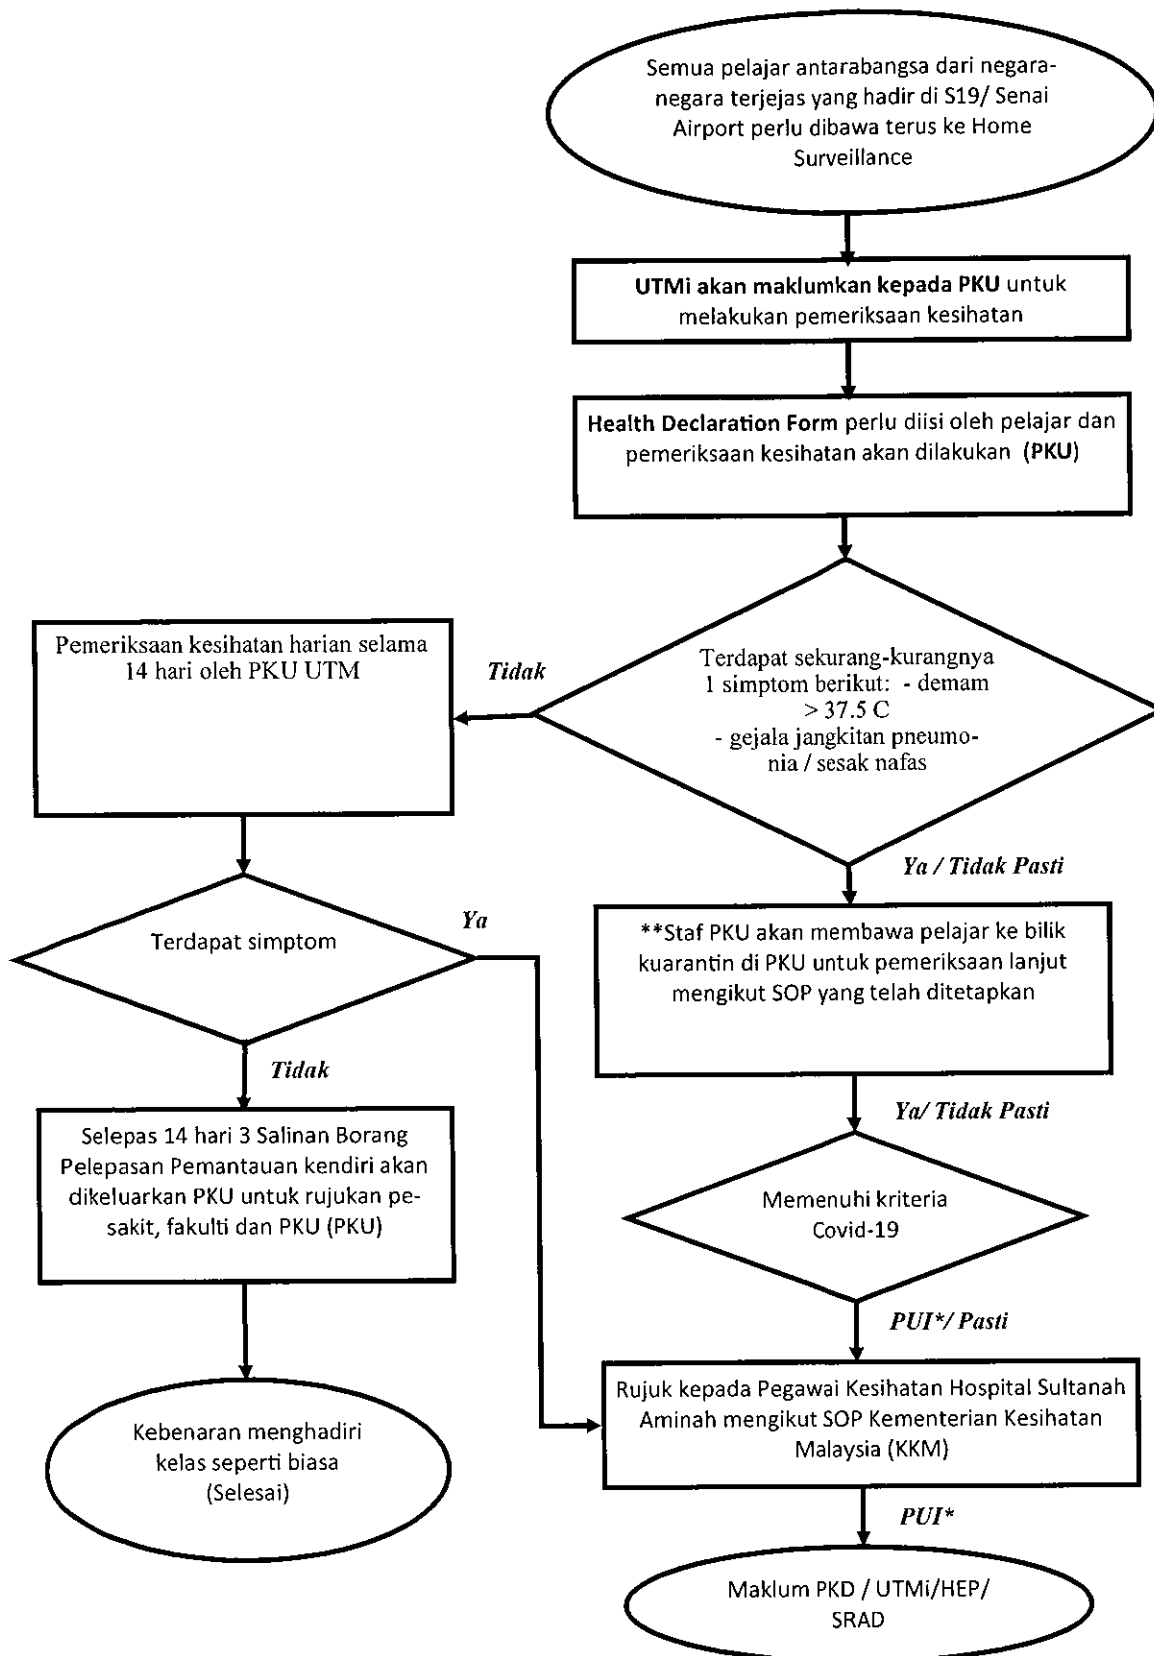 Semua pelajar antarabangsa dari negara-
negara terjejas yang hadir di S19/ Senai
Airport perlu dibawa terus ke Home
Surveillance
UTMi akan maklumkan kepada PKU untuk
melakukan pemeriksaan kesihatan
Health Declaration Form perlu diisi oleh pelajar dan
pemeriksaan kesihatan akan dilakukan (PKU)
Terdapat sekurang-kurangnya
1 simptom berikut: - demam
> 37.5 C
- gejala jangkitan pneumo-
nia / sesak nafas
Tidak
Pemeriksaan kesihatan harian selama
14 hari oleh PKU UTM
Ya / Tidak Pasti
Terdapat simptom
Ya
**Staf PKU akan membawa pelajar ke bilik
kuarantin di PKU untuk pemeriksaan lanjut
mengikut SOP yang telah ditetapkan
Tidak
Ya/ Tidak Pasti
Selepas 14 hari 3 Salinan Borang
Pelepasan Pemantauan kendiri akan
dikeluarkan PKU untuk rujukan pe-
sakit, fakulti dan PKU (PKU)
Memenuhi kriteria
Covid-19
PUI*/ Pasti
Kebenaran menghadiri
kelas seperti biasa
(Selesai)
Rujuk kepada Pegawai Kesihatan Hospital Sultanah
Aminah mengikut SOP Kementerian Kesihatan
Malaysia (KKM)
PUI*
Maklum PKD / UTMi/HEP/
SRAD